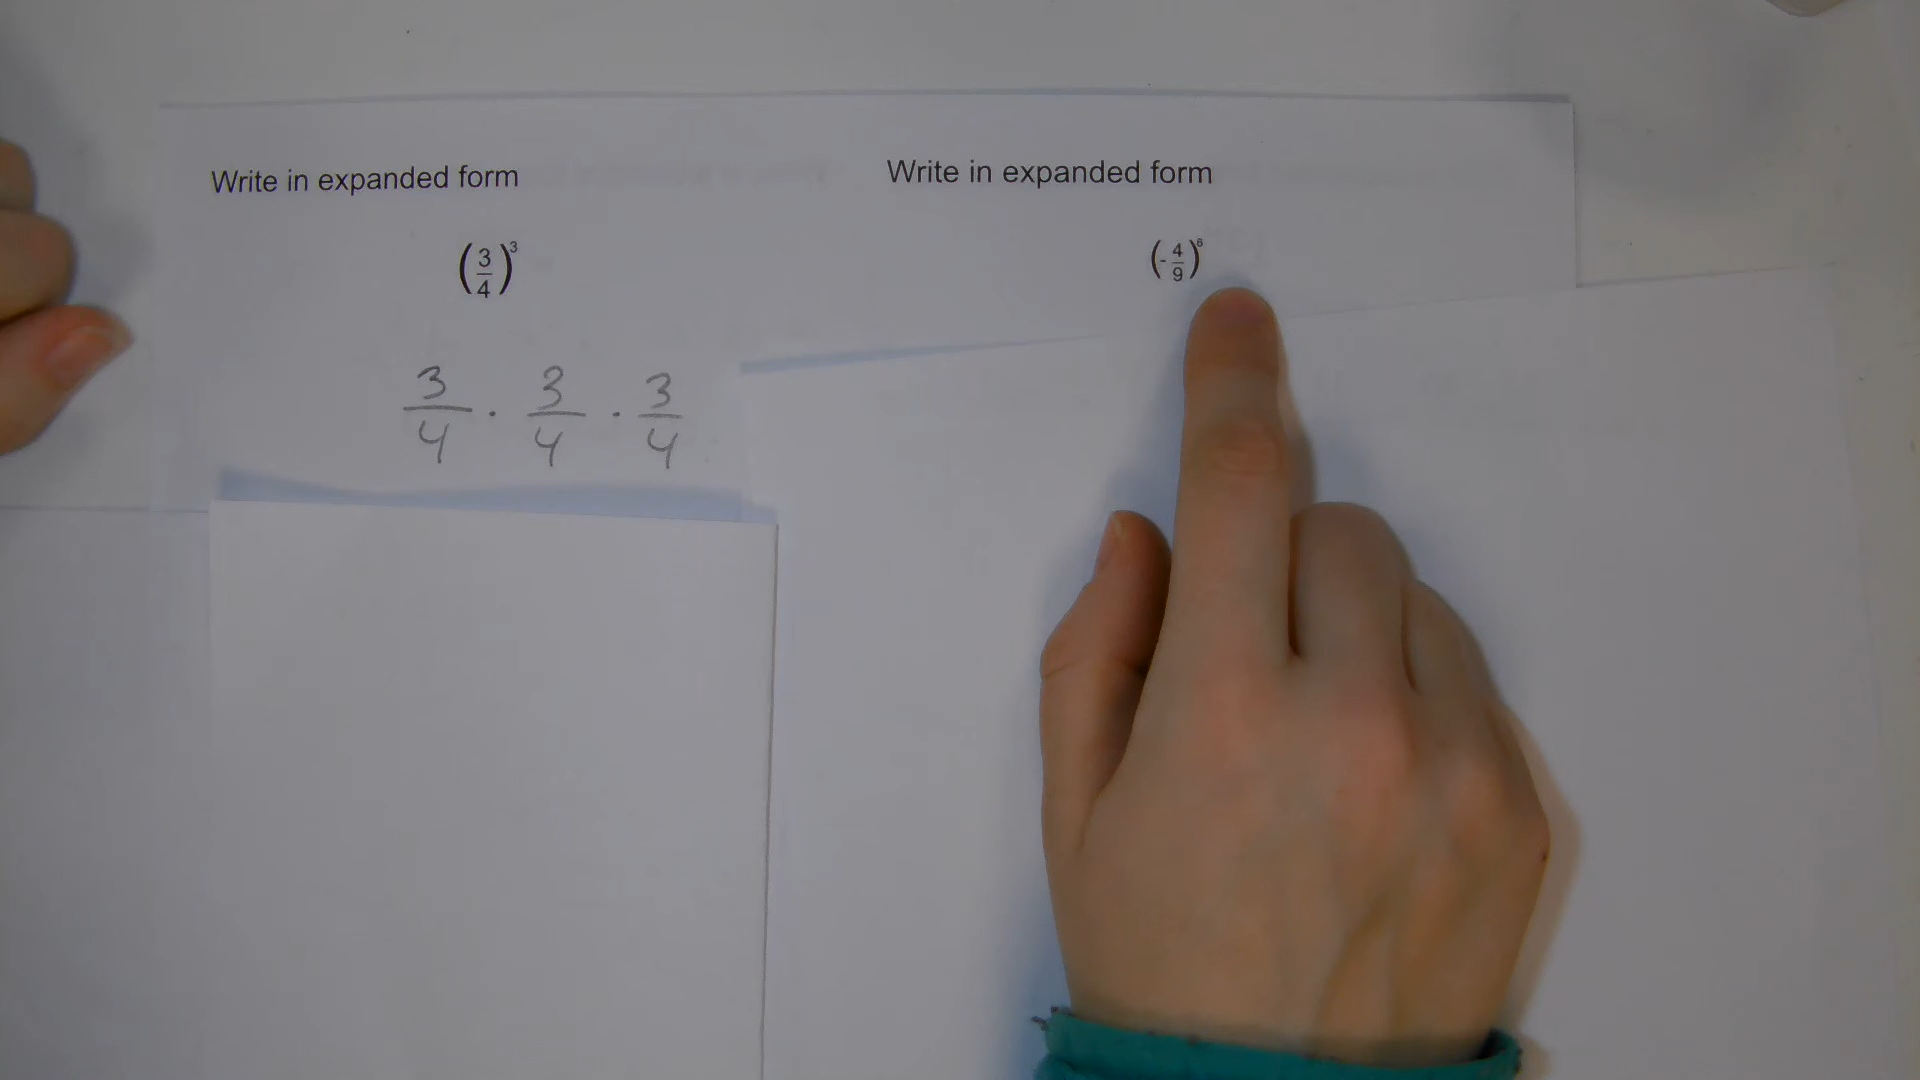 Write in expanded form
(3/4)³
3/4 · 3/4 · 3/4
Write in expanded form
(-4/9)⁶